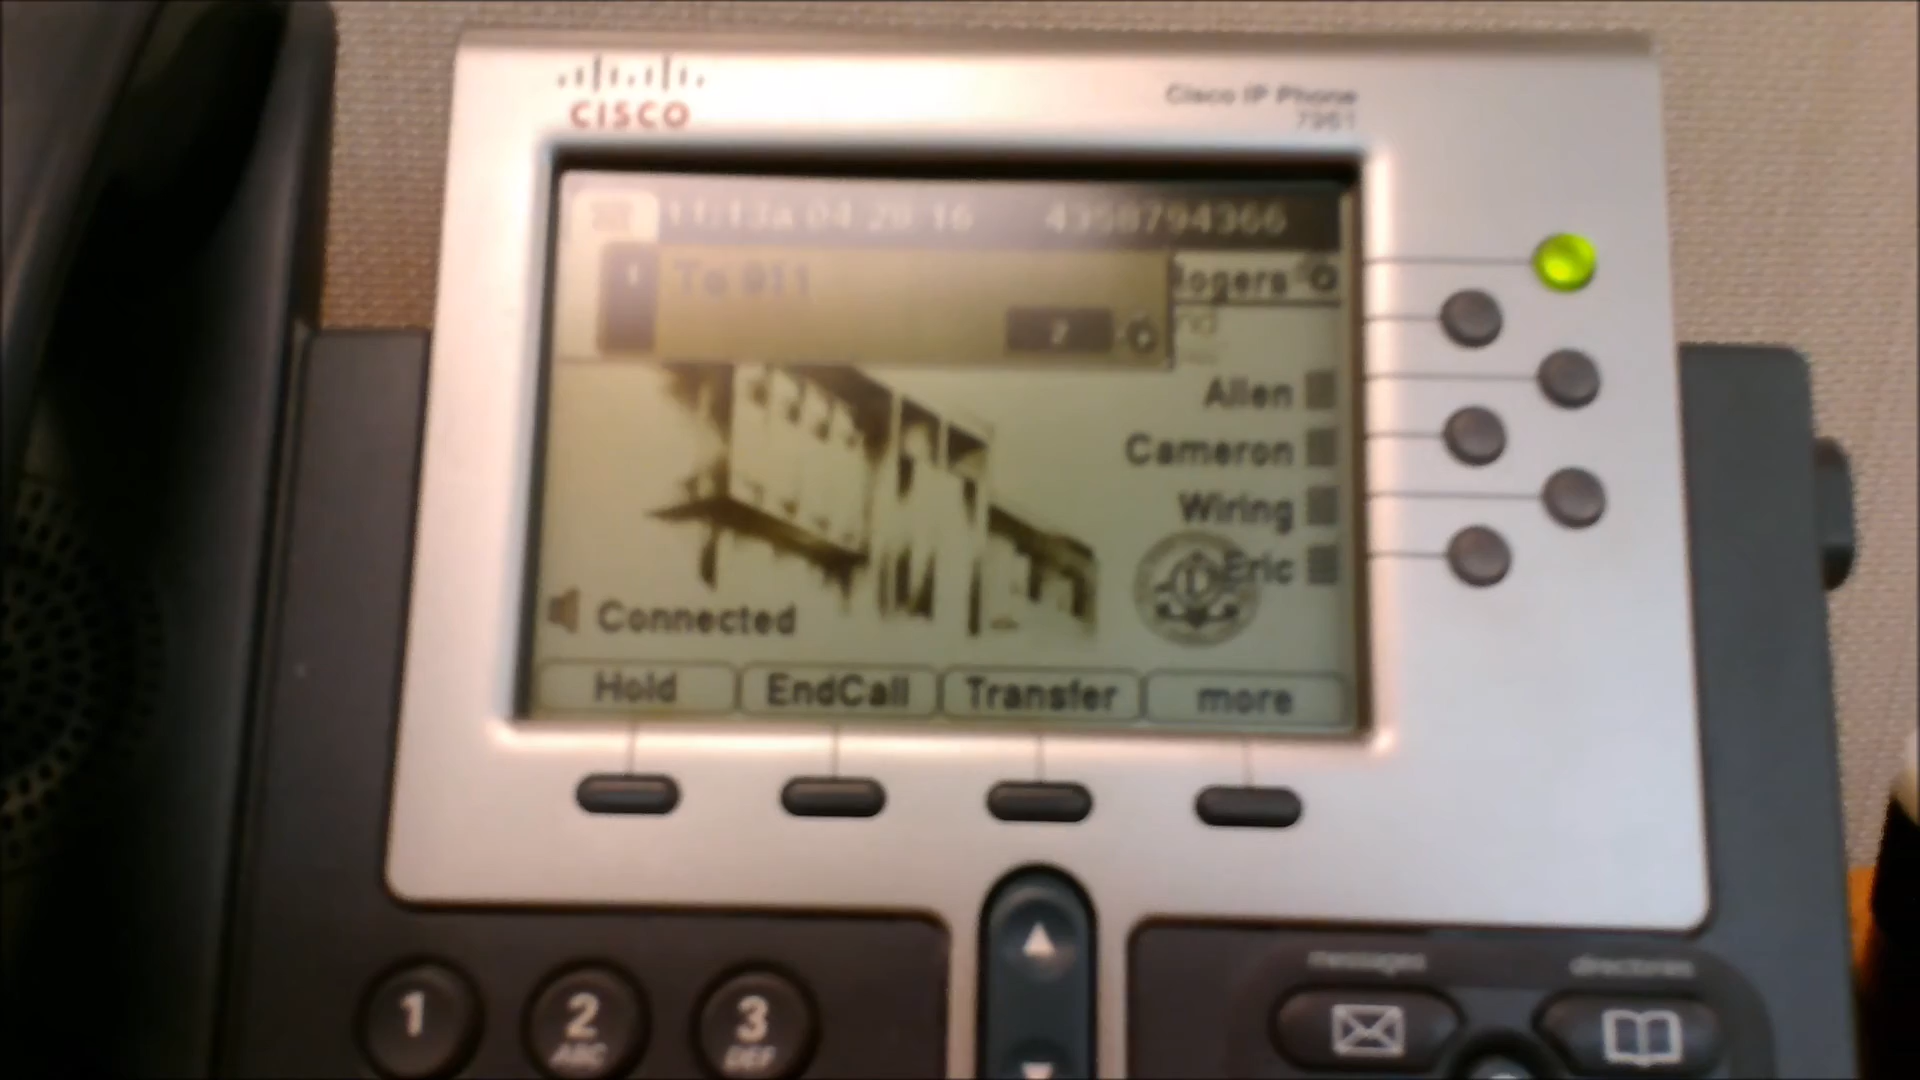 CISCO
Cisco IP Phone
7961
11:13a 04/20/16 4358794366
To 911
Rogers
Allen
Cameron
Wiring
Eric
Connected
Hold EndCall Transfer more
messages directories
1 2 3
ABC DEF